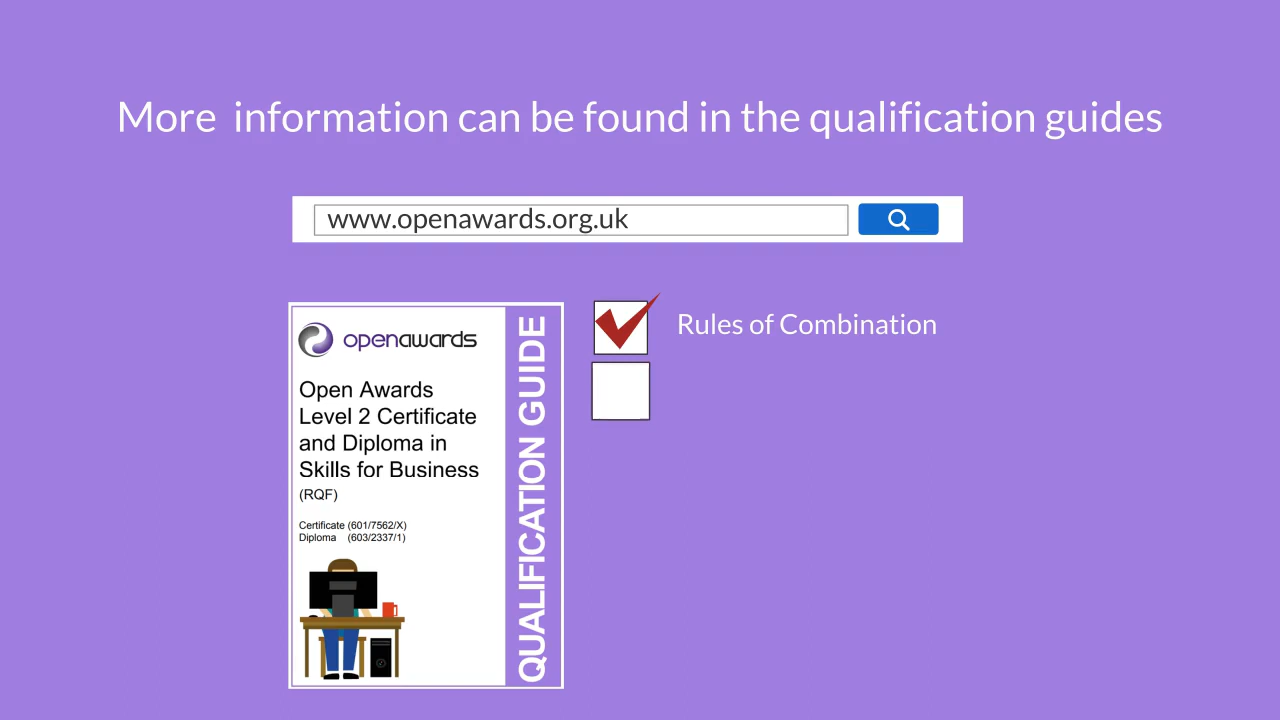 More  information can be found in the qualification guides
www.openawards.org.uk
openawards
Open Awards
Level 2 Certificate
and Diploma in
Skills for Business
(RQF)
Certificate (601/7562/X)
Diploma (603/2337/1)
QUALIFICATION GUIDE
Rules of Combination